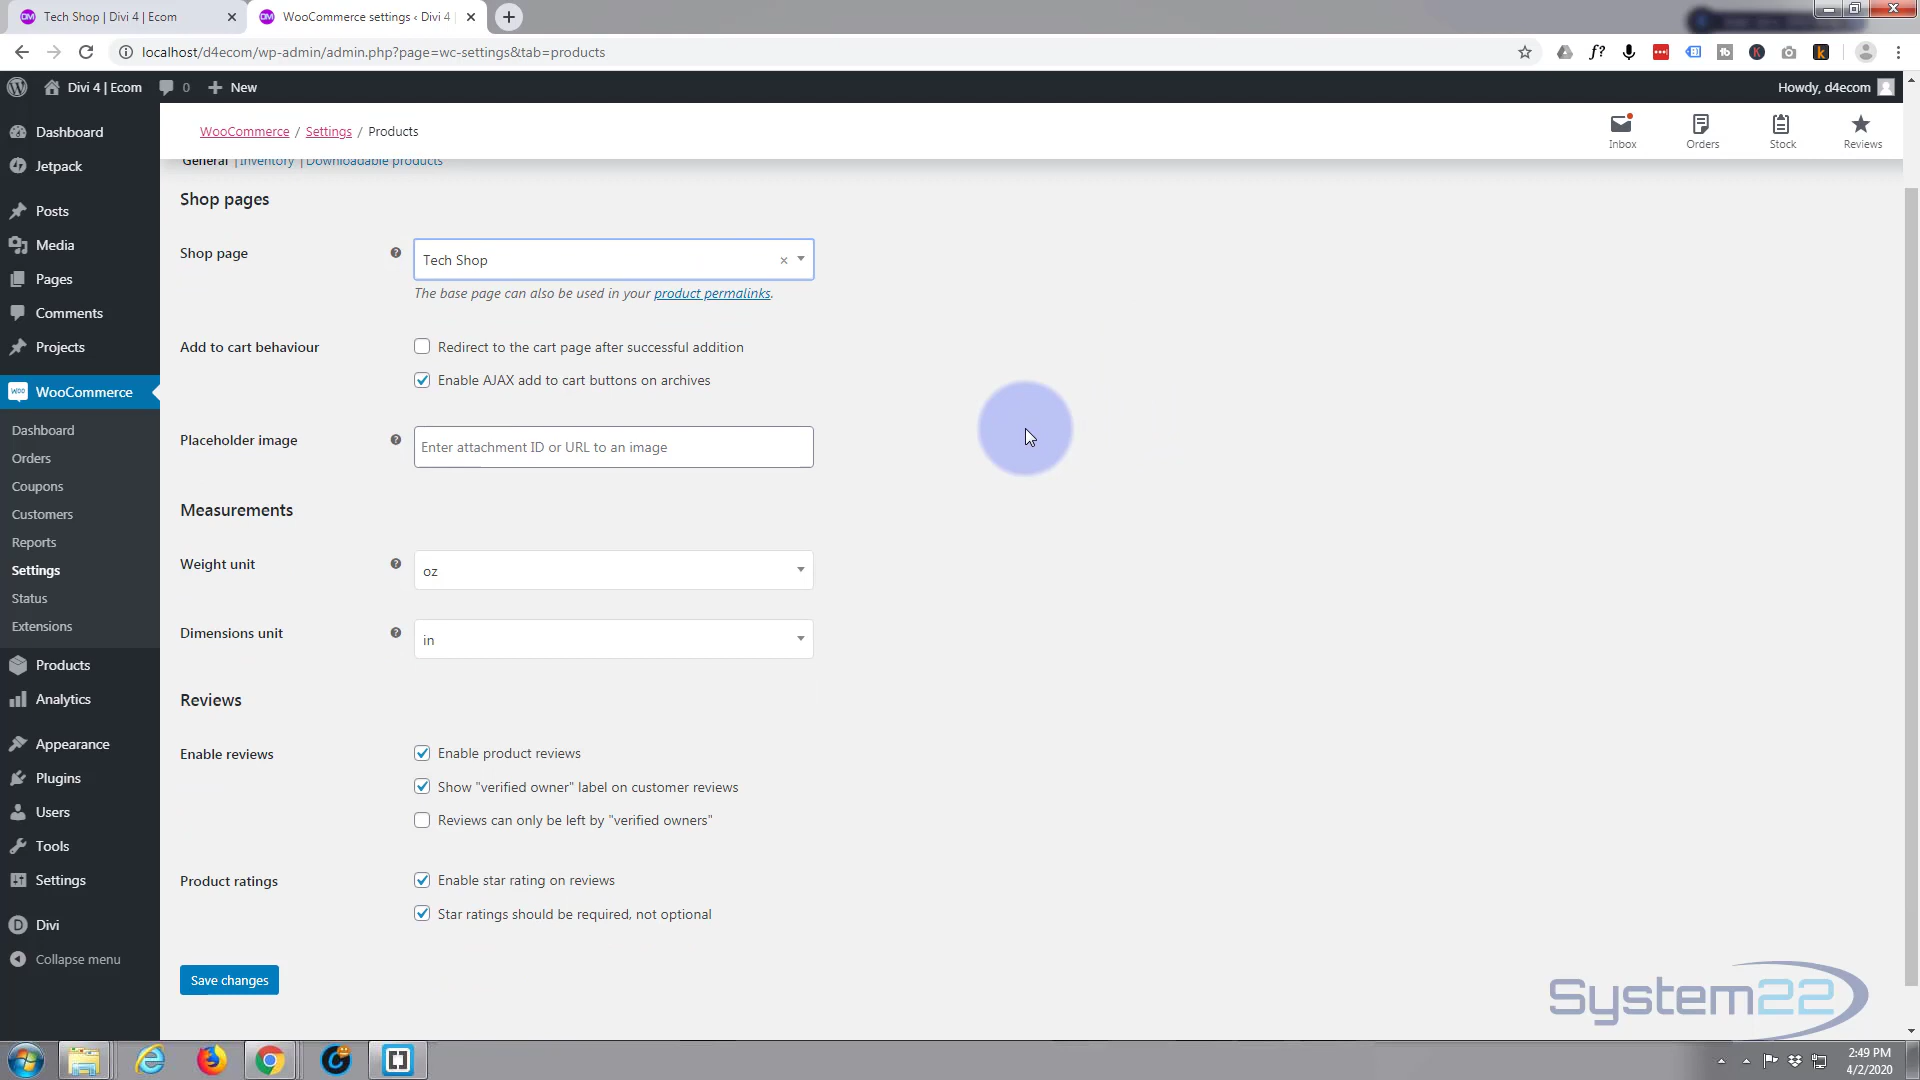 Tech Shop | Divi 4 | Ecom
WooCommerce settings ‹ Divi 4 |
localhost/d4ecom/wp-admin/admin.php?page=wc-settings&tab=products
Divi 4 | Ecom
0
New
Howdy, d4ecom
Dashboard
Jetpack
Posts
Media
Pages
Comments
Projects
WooCommerce
Dashboard
Orders
Coupons
Customers
Reports
Settings
Status
Extensions
Products
Analytics
Appearance
Plugins
Users
Tools
Settings
Divi
Collapse menu
WooCommerce / Settings / Products
Inbox
Orders
Stock
Reviews
General | Inventory | Downloadable products
Shop pages
Shop page
Tech Shop
The base page can also be used in your product permalinks.
Add to cart behaviour
Redirect to the cart page after successful addition
Enable AJAX add to cart buttons on archives
Placeholder image
Enter attachment ID or URL to an image
Measurements
Weight unit
oz
Dimensions unit
in
Reviews
Enable reviews
Enable product reviews
Show "verified owner" label on customer reviews
Reviews can only be left by "verified owners"
Product ratings
Enable star rating on reviews
Star ratings should be required, not optional
Save changes
System22
2:49 PM
4/2/2020